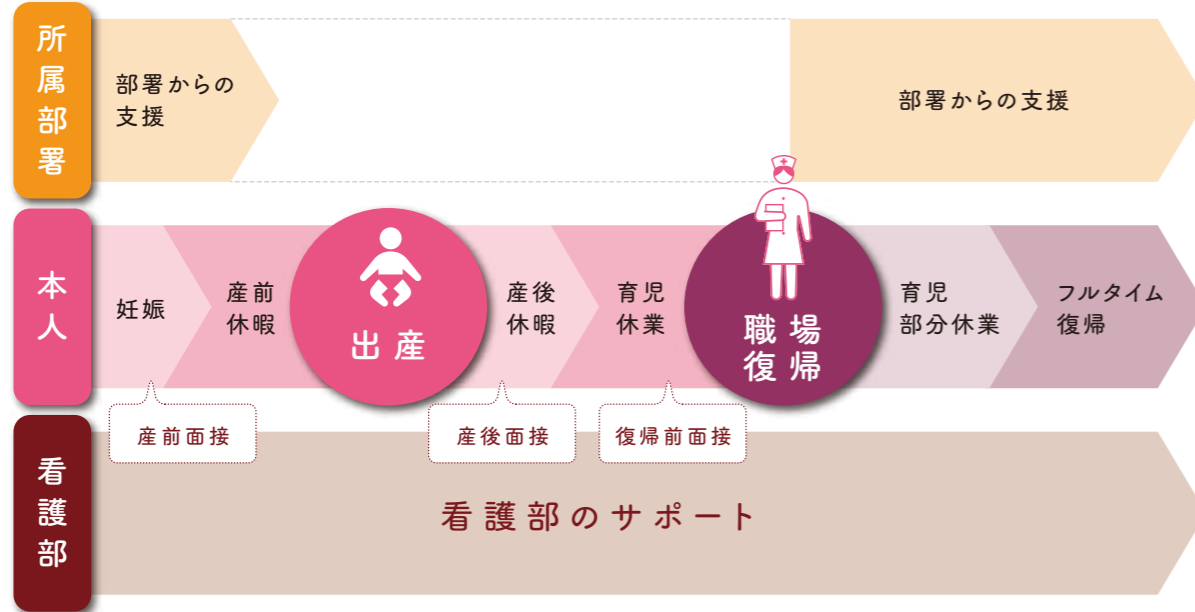 所属部署
部署からの
支援
部署からの支援
本人
妊娠
産前
休暇
出産
産後
休暇
育児
休業
職場
復帰
育児
部分休業
フルタイム
復帰
産前面接
産後面接
復帰前面接
看護部
看護部のサポート